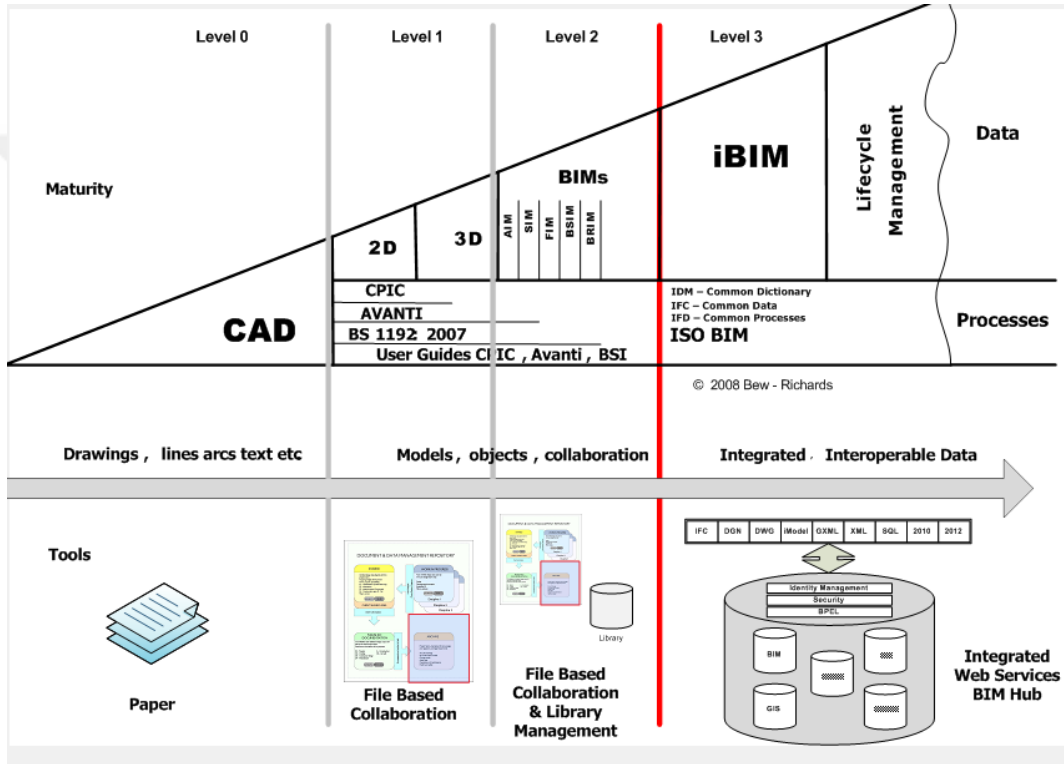 Level 0
Level 1
Level 2
Level 3
Maturity
CAD
2D
3D
BIMs
AIM
SIM
FIM
BSIM
BRIM
iBIM
Lifecycle
Management
Data
CPIC
AVANTI
BS 1192: 2007
User Guides CPIC , Avanti , BSI
IDM – Common Dictionary
IFC – Common Data
IFD – Common Processes
ISO BIM
Processes
© 2008 Bew - Richards
Drawings , lines arcs text etc
Models , objects , collaboration
Integrated , Interoperable Data
Tools
Paper
DOCUMENT & DATA MANAGEMENT REPOSITORY
File Based
Collaboration
Library
File Based
Collaboration
& Library
Management
IFC DGN DWG iModel GXML XML SQL 2010 2012
Identity Management
Security
BPEL
BIM
GIS
Integrated
Web Services
BIM Hub